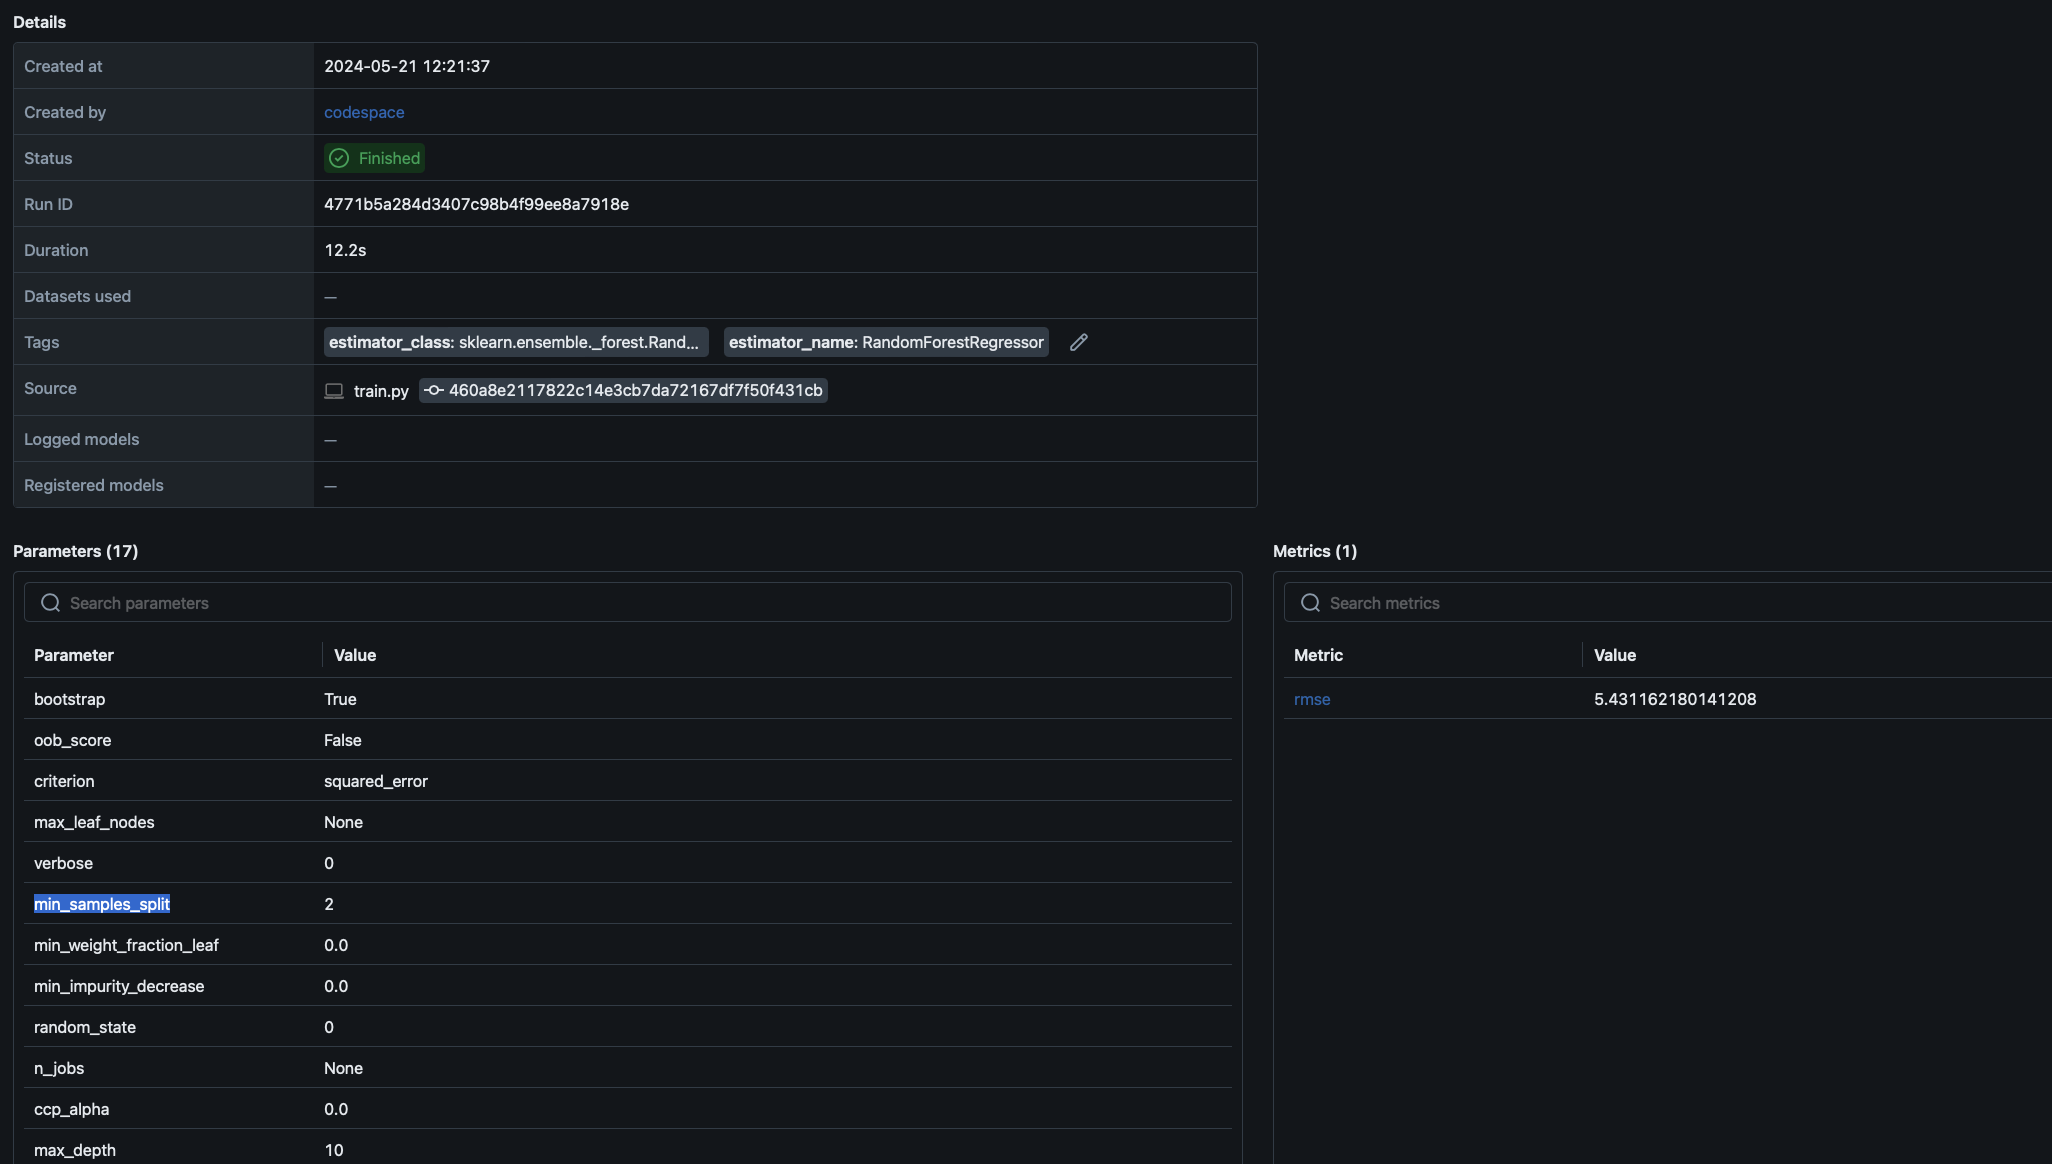 Details
Created at 2024-05-21 12:21:37
Created by codespace
Status Finished
Run ID 4771b5a284d3407c98b4f99ee8a7918e
Duration 12.2s
Datasets used —
Tags estimator_class: sklearn.ensemble._forest.Rand... estimator_name: RandomForestRegressor
Source train.py 460a8e2117822c14e3cb7da72167df7f50f431cb
Logged models —
Registered models —
Parameters (17)
Search parameters
Parameter Value
bootstrap True
oob_score False
criterion squared_error
max_leaf_nodes None
verbose 0
min_samples_split 2
min_weight_fraction_leaf 0.0
min_impurity_decrease 0.0
random_state 0
n_jobs None
ccp_alpha 0.0
max_depth 10
Metrics (1)
Search metrics
Metric Value
rmse 5.431162180141208